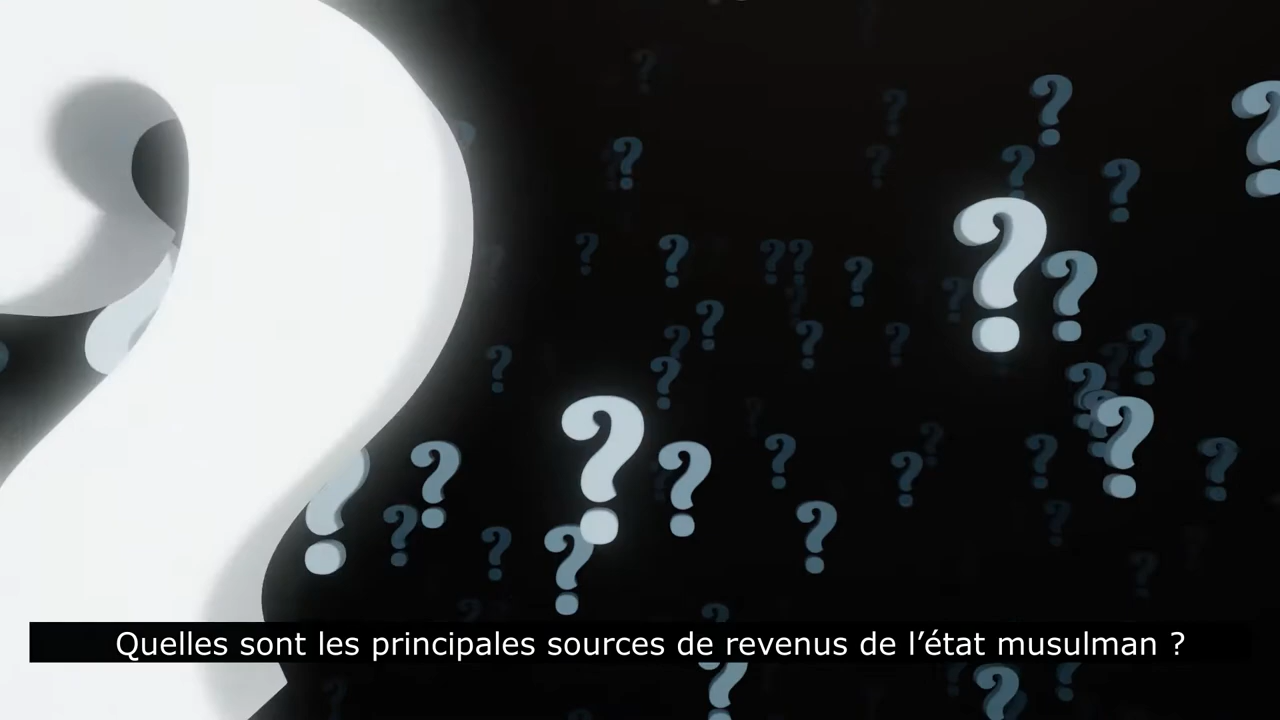 Quelles sont les principales sources de revenus de l’état musulman ?